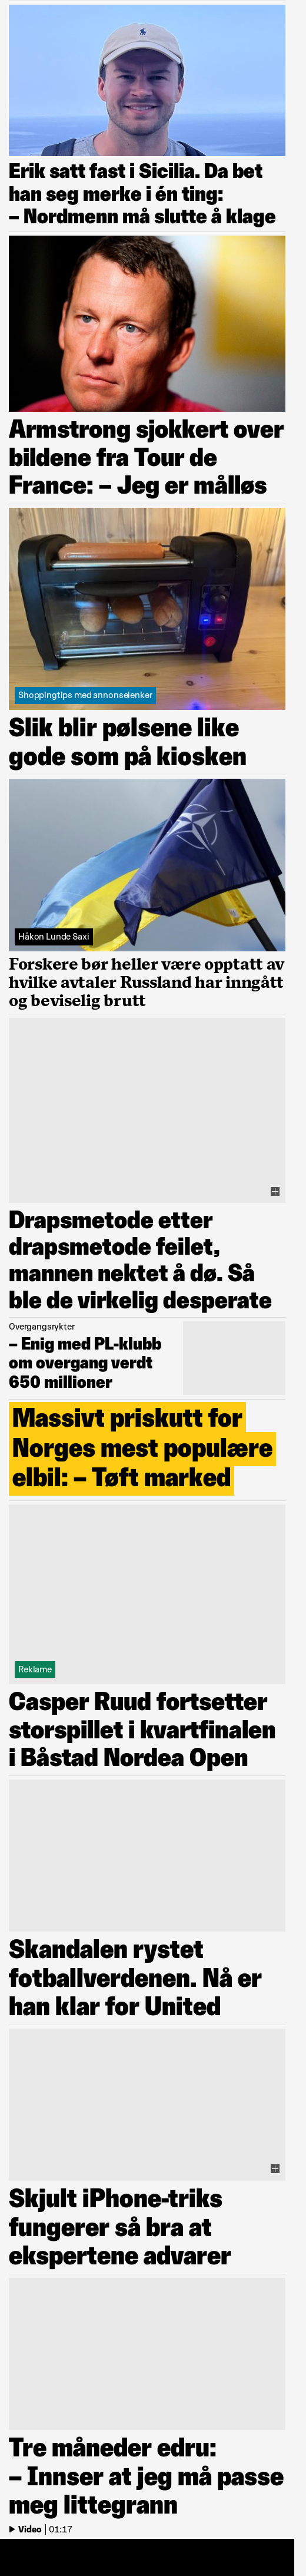 Erik satt fast i Sicilia. Da bet
han seg merke i én ting:
– Nordmenn må slutte å klage
Armstrong sjokkert over
bildene fra Tour de
France: – Jeg er målløs
Shoppingtips med annonselenker
Slik blir pølsene like
gode som på kiosken
Håkon Lunde Saxi
Forskere bør heller være opptatt av
hvilke avtaler Russland har inngått
og beviselig brutt
Drapsmetode etter
drapsmetode feilet,
mannen nektet å dø. Så
ble de virkelig desperate
Overgangsrykter
– Enig med PL-klubb
om overgang verdt
650 millioner
Massivt priskutt for
Norges mest populære
elbil: – Tøft marked
Reklame
Casper Ruud fortsetter
storspillet i kvartfinalen
i Båstad Nordea Open
Skandalen rystet
fotballverdenen. Nå er
han klar for United
Skjult iPhone-triks
fungerer så bra at
ekspertene advarer
Tre måneder edru:
– Innser at jeg må passe
meg littegrann
Video | 01:17